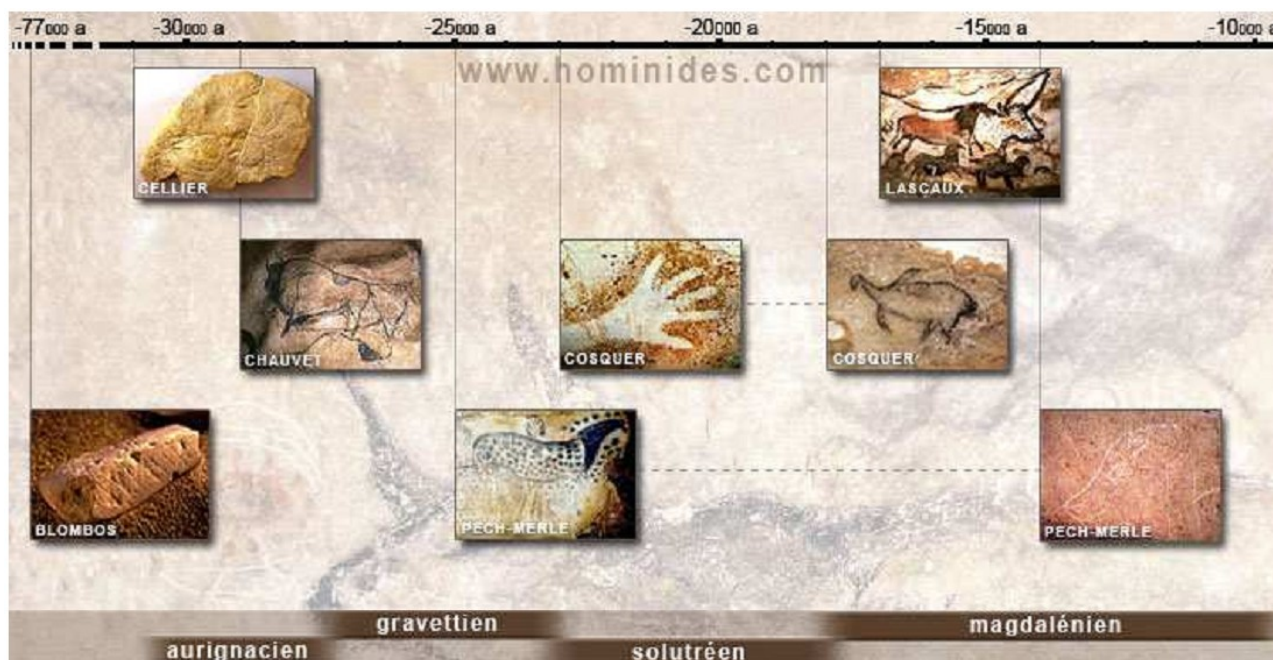 -77000 a -30000 a -25000 a -20000 a -15000 a -10000 a
www.hominides.com
CELLIER LASCAUX
CHAUVET COSQUER COSQUER
BLOMBOS PECH-MERLE PECH-MERLE
gravettien magdalénien
aurignacien solutréen